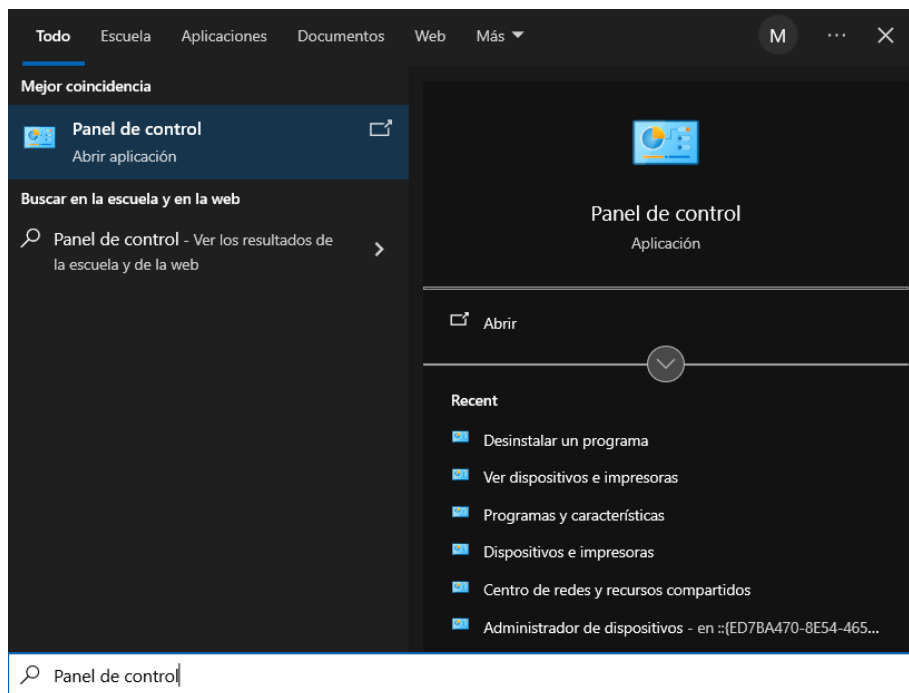 Todo Escuela Aplicaciones Documentos Web Más M ...
Mejor coincidencia
Panel de control
Abrir aplicación
Buscar en la escuela y en la web
Panel de control - Ver los resultados de
la escuela y de la web
Panel de control
Aplicación
Abrir
Recent
Desinstalar un programa
Ver dispositivos e impresoras
Programas y características
Dispositivos e impresoras
Centro de redes y recursos compartidos
Administrador de dispositivos - en ::{ED7BA470-8E54-465...
Panel de control